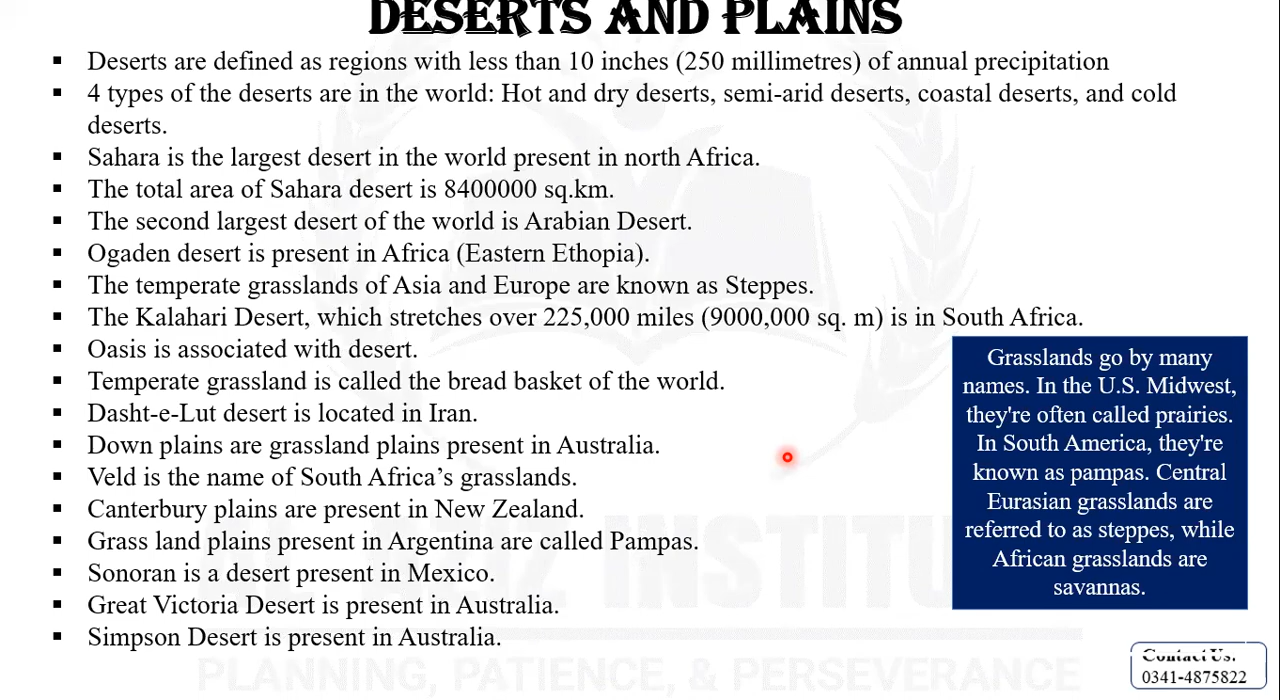 DESERTS AND PLAINS
▪ Deserts are defined as regions with less than 10 inches (250 millimetres) of annual precipitation
▪ 4 types of the deserts are in the world: Hot and dry deserts, semi-arid deserts, coastal deserts, and cold
deserts.
▪ Sahara is the largest desert in the world present in north Africa.
▪ The total area of Sahara desert is 8400000 sq.km.
▪ The second largest desert of the world is Arabian Desert.
▪ Ogaden desert is present in Africa (Eastern Ethopia).
▪ The temperate grasslands of Asia and Europe are known as Steppes.
▪ The Kalahari Desert, which stretches over 225,000 miles (9000,000 sq. m) is in South Africa.
▪ Oasis is associated with desert.
▪ Temperate grassland is called the bread basket of the world.
▪ Dasht-e-Lut desert is located in Iran.
▪ Down plains are grassland plains present in Australia.
▪ Veld is the name of South Africa’s grasslands.
▪ Canterbury plains are present in New Zealand.
▪ Grass land plains present in Argentina are called Pampas.
▪ Sonoran is a desert present in Mexico.
▪ Great Victoria Desert is present in Australia.
▪ Simpson Desert is present in Australia.
Grasslands go by many
names. In the U.S. Midwest,
they're often called prairies.
In South America, they're
known as pampas. Central
Eurasian grasslands are
referred to as steppes, while
African grasslands are
savannas.
INSTITU
PLANNING, PATIENCE, & PERSEVERANCE
Contact Us:
0341-4875822